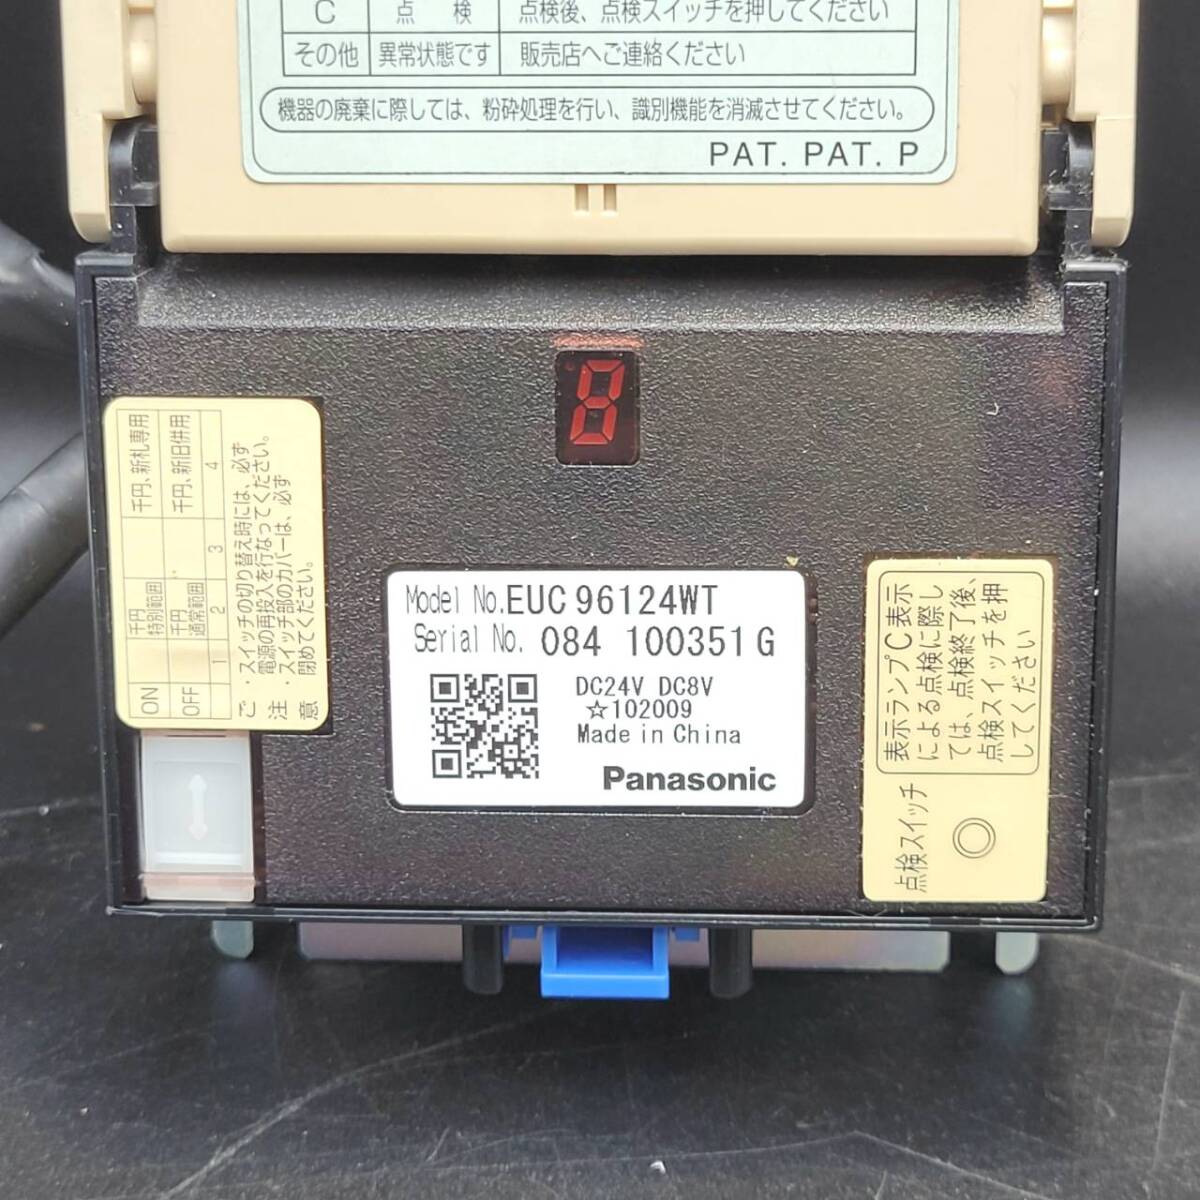 C 点 検 点検後、点検スイッチを押してください
その他 異常状態です 販売店へご連絡ください
機器の廃棄に際しては、粉砕処理を行い、識別機能を消滅させてください。
PAT. PAT. P
8
ON 千円 特別範囲 千円、新札専用
OFF 千円 通常範囲 千円、新旧併用
1 2 3 4
ご注意
・スイッチの切り替え時には、必ず
電源の再投入を行なってください。
・スイッチ部のカバーは、必ず
閉めてください。
Model No. EUC96124WT
Serial No. 084 100351G
DC24V DC8V
☆102009
Made in China
Panasonic
表示ランプC表示
による点検に際し
ては、点検終了後、
点検スイッチを押
してください
点検スイッチ